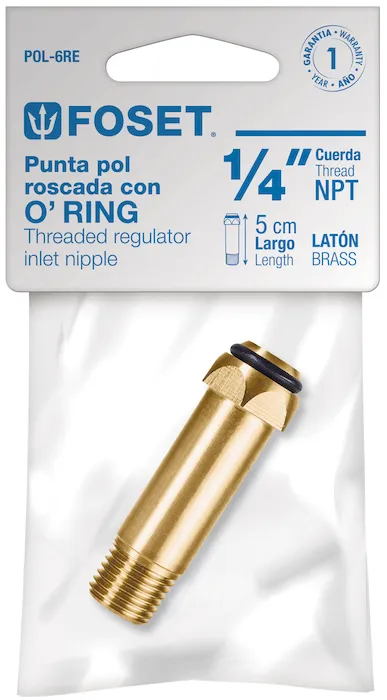 POL-6RE
GARANTIA • WARRANTY
1
YEAR • AÑO
FOSET®
Punta pol
roscada con
O' RING
Threaded regulator
inlet nipple
1/4"
Cuerda
Thread
NPT
5 cm
Largo
Length
LATÓN
BRASS